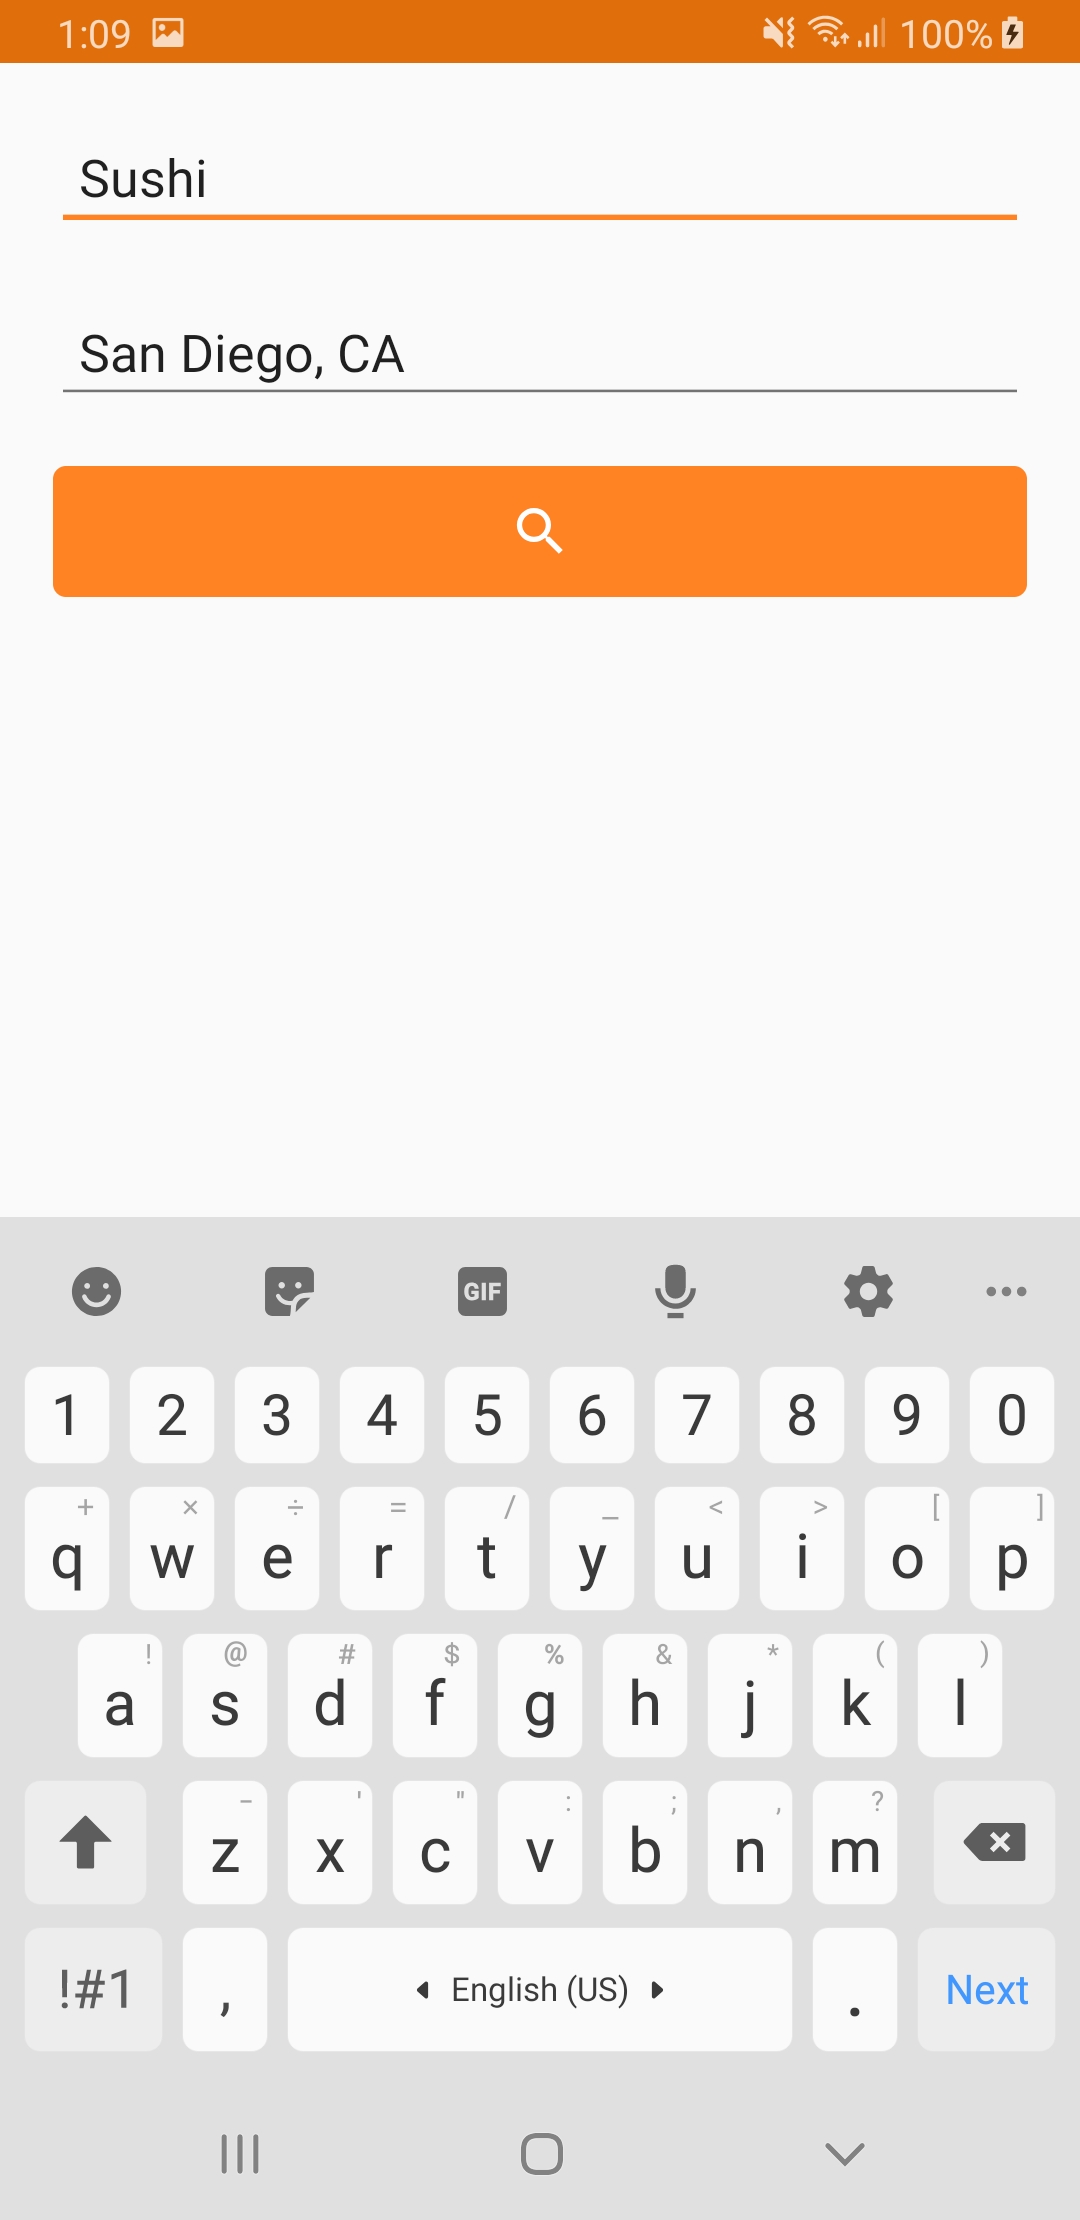 1:09 100%
Sushi
San Diego, CA
GIF
1 2 3 4 5 6 7 8 9 0
+ × ÷ = / _ < > [ ]
q w e r t y u i o p
! @ # $ % & * ( )
a s d f g h j k l
- ' " : ; , ?
z x c v b n m
!#1 , English (US) . Next